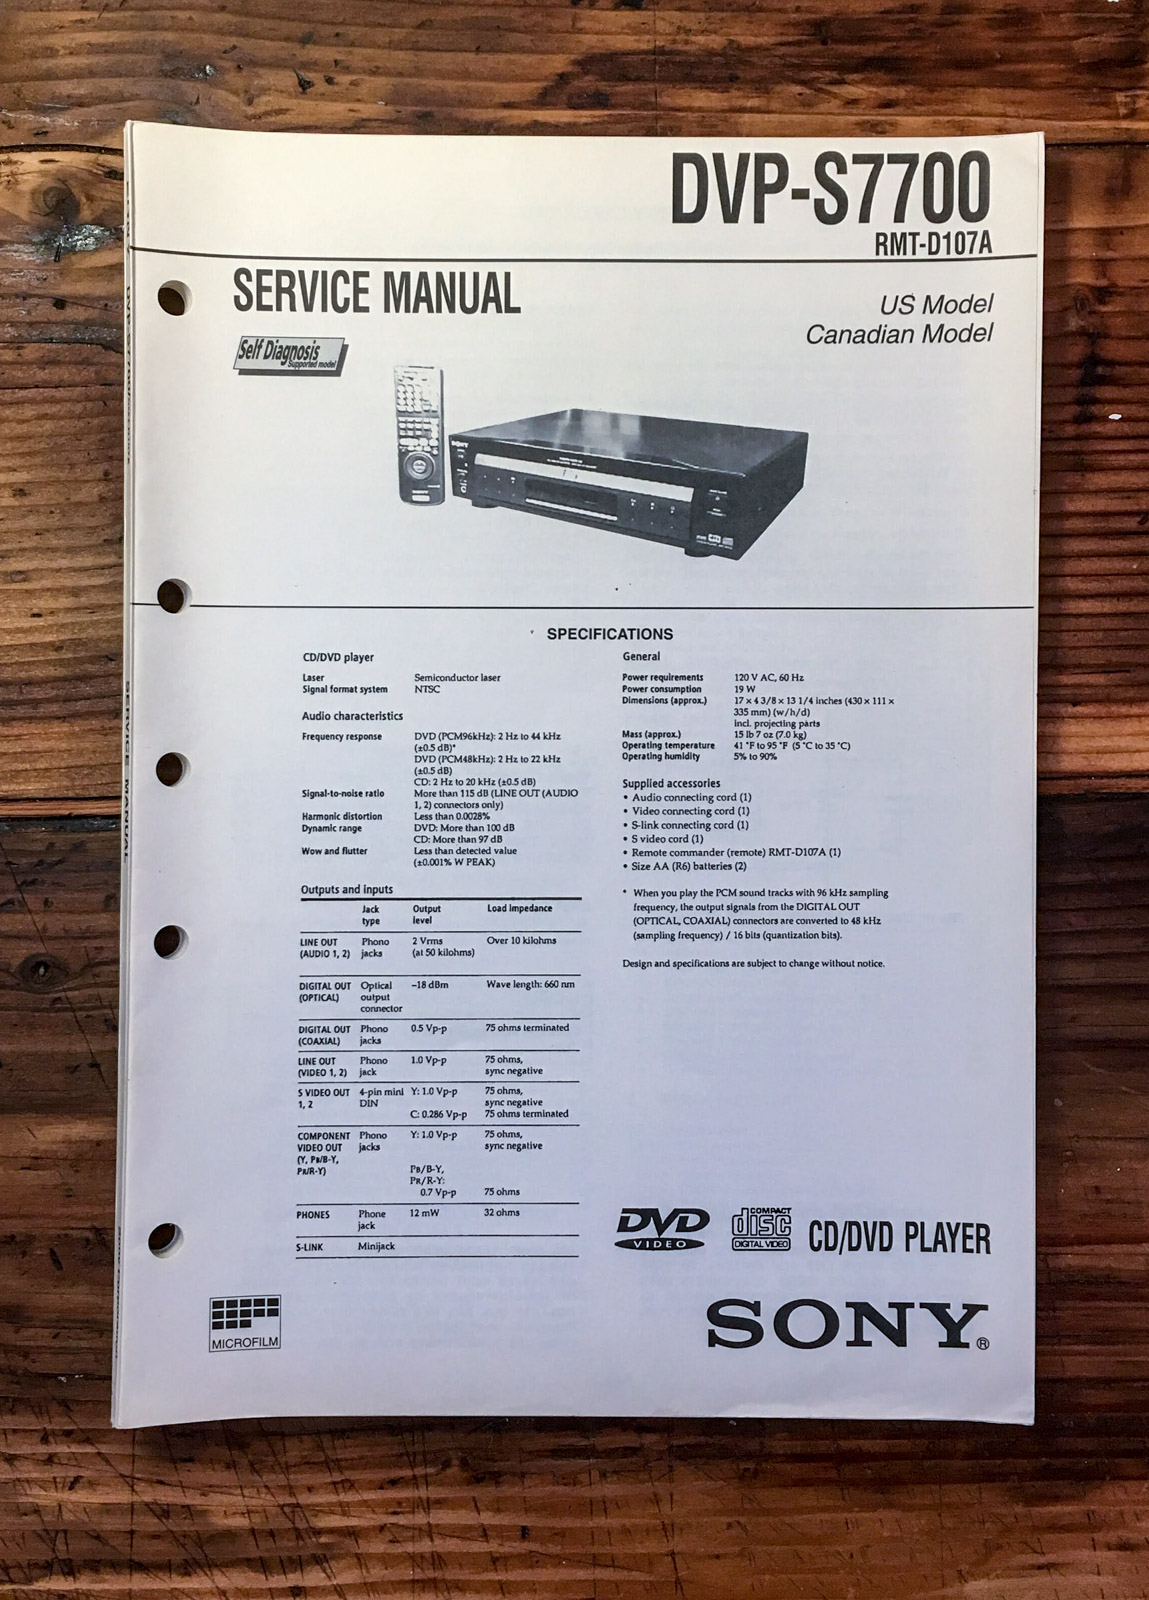 DVP-S7700
RMT-D107A
SERVICE MANUAL
US Model
Canadian Model
Self Diagnosis
Supported model
SONY
SPECIFICATIONS
CD/DVD player
Laser Semiconductor laser
Signal format system NTSC
Audio characteristics
Frequency response DVD (PCM96kHz): 2 Hz to 44 kHz
(±0.5 dB)*
DVD (PCM48kHz): 2 Hz to 22 kHz
(±0.5 dB)
CD: 2 Hz to 20 kHz (±0.5 dB)
Signal-to-noise ratio More than 115 dB (LINE OUT (AUDIO
1, 2) connectors only)
Harmonic distortion Less than 0.0028%
Dynamic range DVD: More than 100 dB
CD: More than 97 dB
Wow and flutter Less than detected value
(±0.001% W PEAK)
Outputs and inputs
Jack Output Load impedance
type level
LINE OUT Phono 2 Vrms Over 10 kilohms
(AUDIO 1, 2) jacks (at 50 kilohms)
DIGITAL OUT Optical –18 dBm Wave length: 660 nm
(OPTICAL) output
connector
DIGITAL OUT Phono 0.5 Vp-p 75 ohms terminated
(COAXIAL) jacks
LINE OUT Phono 1.0 Vp-p 75 ohms,
(VIDEO 1, 2) jack sync negative
S VIDEO OUT 4-pin mini Y: 1.0 Vp-p 75 ohms,
1, 2 DIN sync negative
C: 0.286 Vp-p 75 ohms terminated
COMPONENT Phono Y: 1.0 Vp-p 75 ohms,
VIDEO OUT jacks sync negative
(Y, PB/B-Y,
PR/R-Y)
PB/B-Y,
PR/R-Y:
0.7 Vp-p 75 ohms
PHONES Phone 12 mW 32 ohms
jack
S-LINK Minijack
General
Power requirements 120 V AC, 60 Hz
Power consumption 19 W
Dimensions (approx.) 17 x 4 3/8 x 13 1/4 inches (430 x 111 x
335 mm) (w/h/d)
incl. projecting parts
Mass (approx.) 15 lb 7 oz (7.0 kg)
Operating temperature 41 °F to 95 °F (5 °C to 35 °C)
Operating humidity 5% to 90%
Supplied accessories
• Audio connecting cord (1)
• Video connecting cord (1)
• S-link connecting cord (1)
• S video cord (1)
• Remote commander (remote) RMT-D107A (1)
• Size AA (R6) batteries (2)
* When you play the PCM sound tracks with 96 kHz sampling
frequency, the output signals from the DIGITAL OUT
(OPTICAL, COAXIAL) connectors are converted to 48 kHz
(sampling frequency) / 16 bits (quantization bits).
Design and specifications are subject to change without notice.
DVD
VIDEO
COMPACT
disc
DIGITAL VIDEO
CD/DVD PLAYER
MICROFILM
SONY®
SERVICE MANUAL